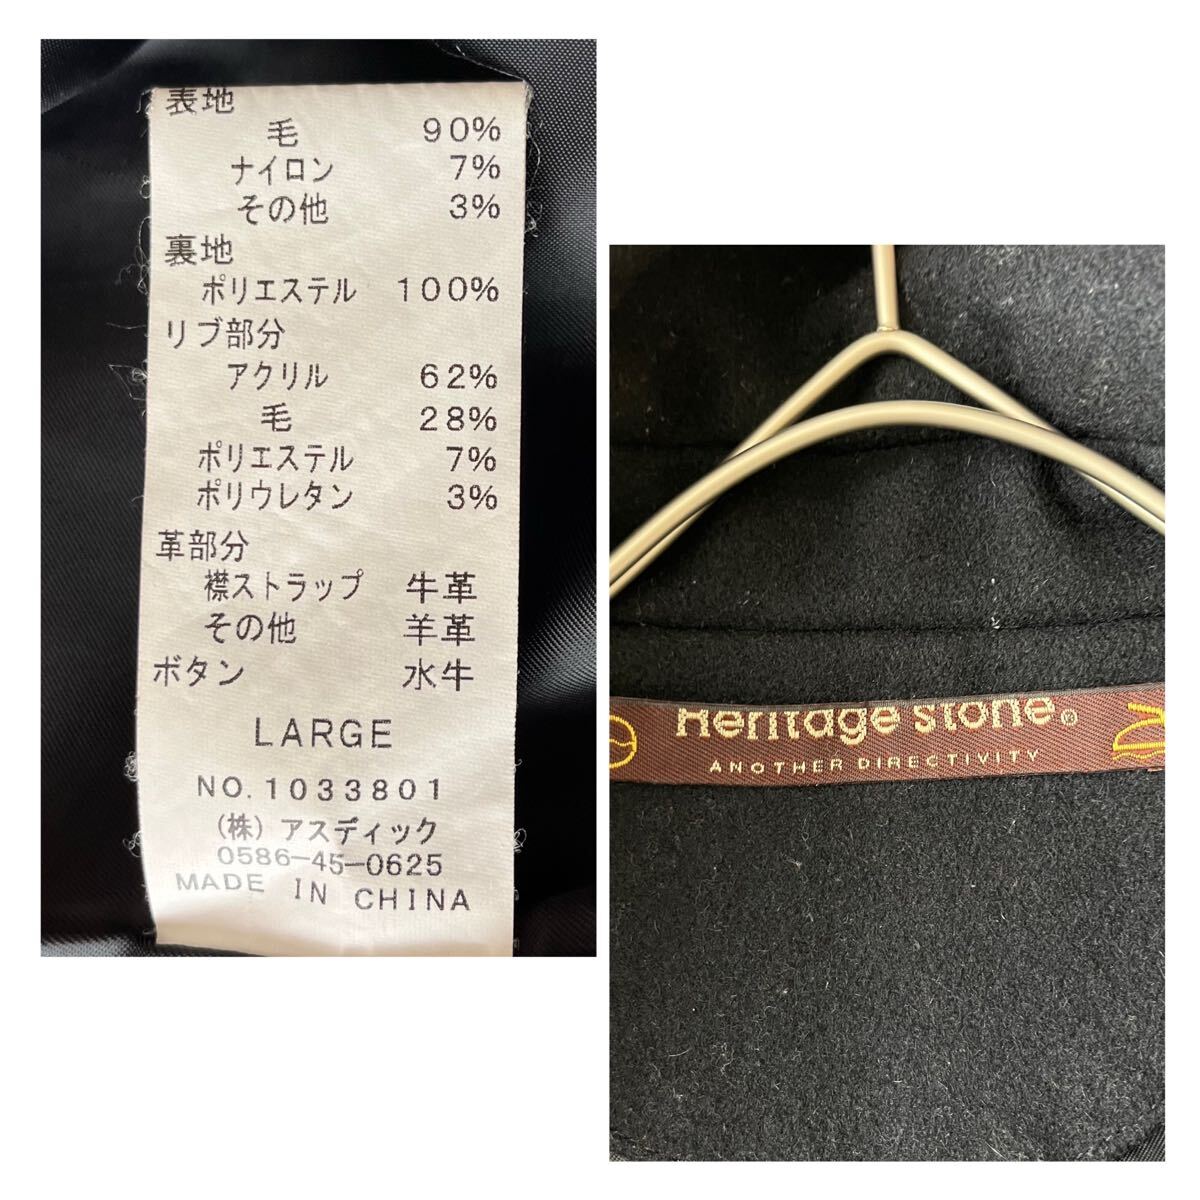 表地
毛 90%
ナイロン 7%
その他 3%
裏地
ポリエステル 100%
リブ部分
アクリル 62%
毛 28%
ポリエステル 7%
ポリウレタン 3%
革部分
襟ストラップ 牛革
その他 羊革
ボタン 水牛
LARGE
NO.1033801
(株)アスディック
0586-45-0625
MADE IN CHINA
Heritage Stone®
ANOTHER DIRECTIVITY